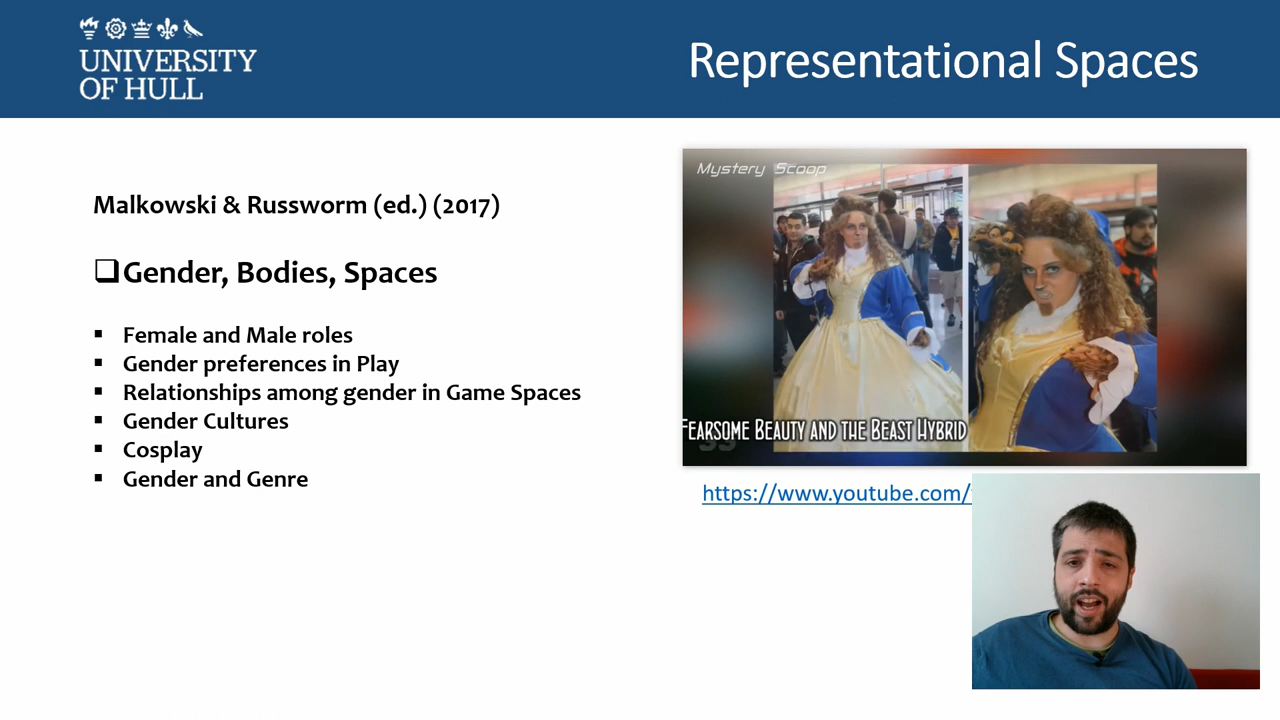 UNIVERSITY
OF HULL
Representational Spaces
Malkowski & Russworm (ed.) (2017)
Gender, Bodies, Spaces
Female and Male roles
Gender preferences in Play
Relationships among gender in Game Spaces
Gender Cultures
Cosplay
Gender and Genre
Mystery Scoop
FEARSOME BEAUTY AND THE BEAST HYBRID
https://www.youtube.com/